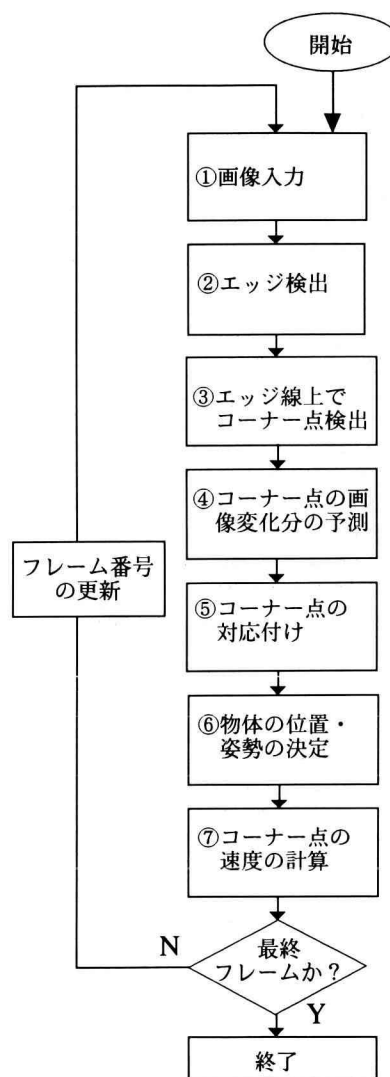 開始
①画像入力
②エッジ検出
③エッジ線上で
コーナー点検出
④コーナー点の画
像変化分の予測
フレーム番号
の更新
⑤コーナー点の
対応付け
⑥物体の位置・
姿勢の決定
⑦コーナー点の
速度の計算
N
最終
フレームか？
Y
終了